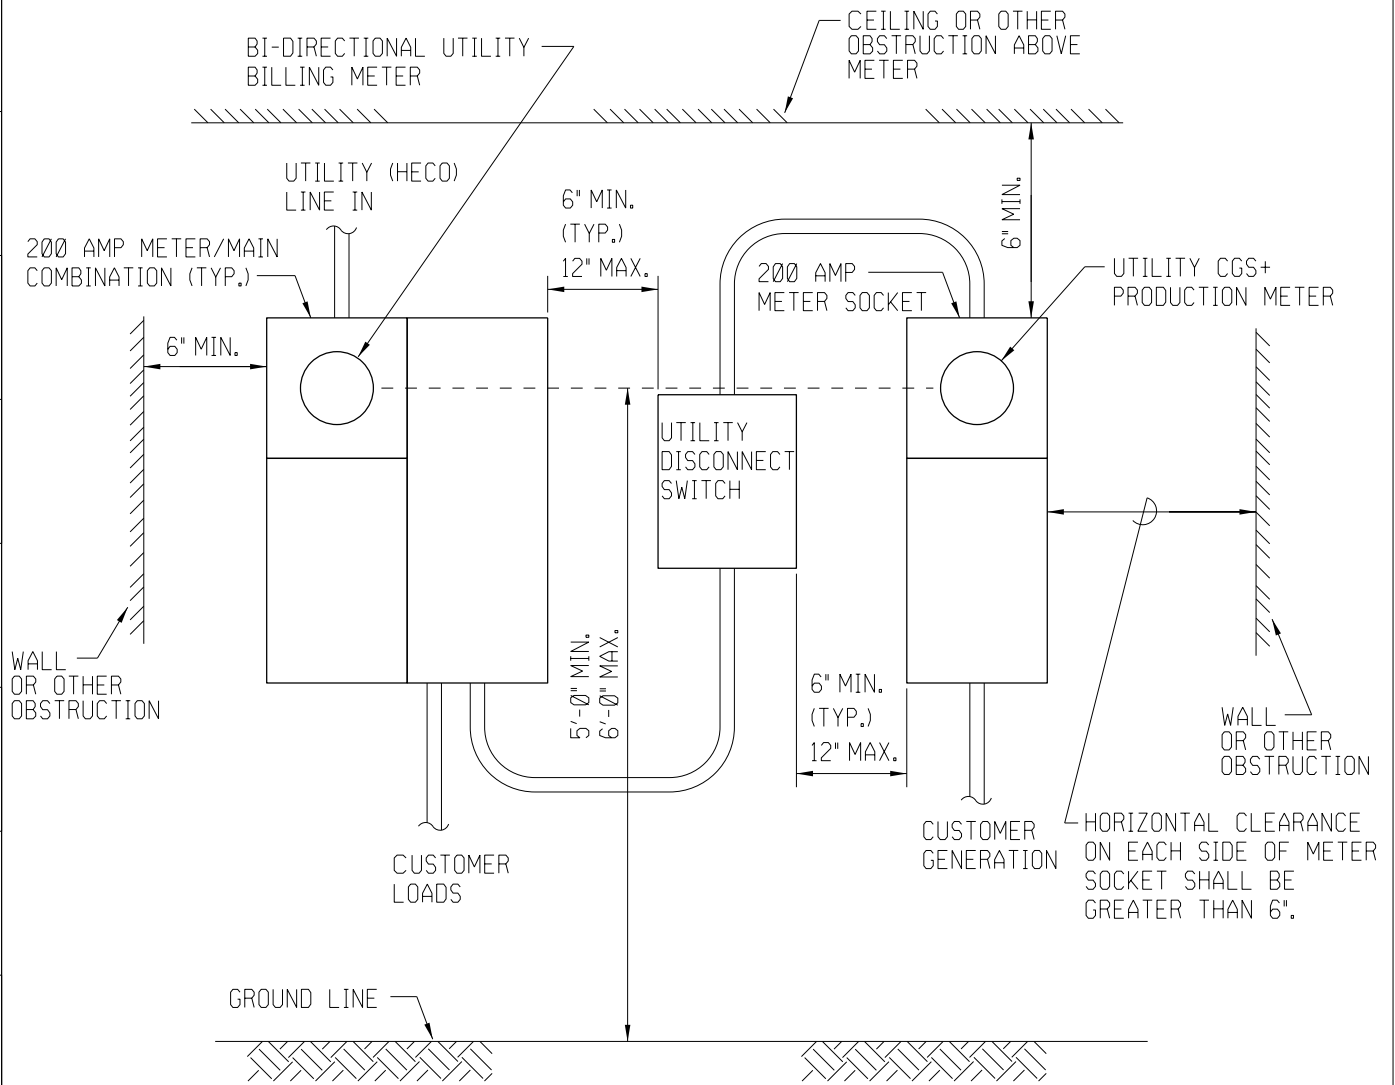 CEILING OR OTHER
OBSTRUCTION ABOVE
METER
BI-DIRECTIONAL UTILITY
BILLING METER
UTILITY (HECO)
LINE IN
6" MIN.
(TYP.)
12" MAX.
6" MIN.
200 AMP METER/MAIN
COMBINATION (TYP.)
200 AMP
METER SOCKET
UTILITY CGS+
PRODUCTION METER
6" MIN.
UTILITY
DISCONNECT
SWITCH
5'-0" MIN.
6'-0" MAX.
WALL
OR OTHER
OBSTRUCTION
6" MIN.
(TYP.)
12" MAX.
WALL
OR OTHER
OBSTRUCTION
CUSTOMER
LOADS
CUSTOMER
GENERATION
HORIZONTAL CLEARANCE
ON EACH SIDE OF METER
SOCKET SHALL BE
GREATER THAN 6".
GROUND LINE